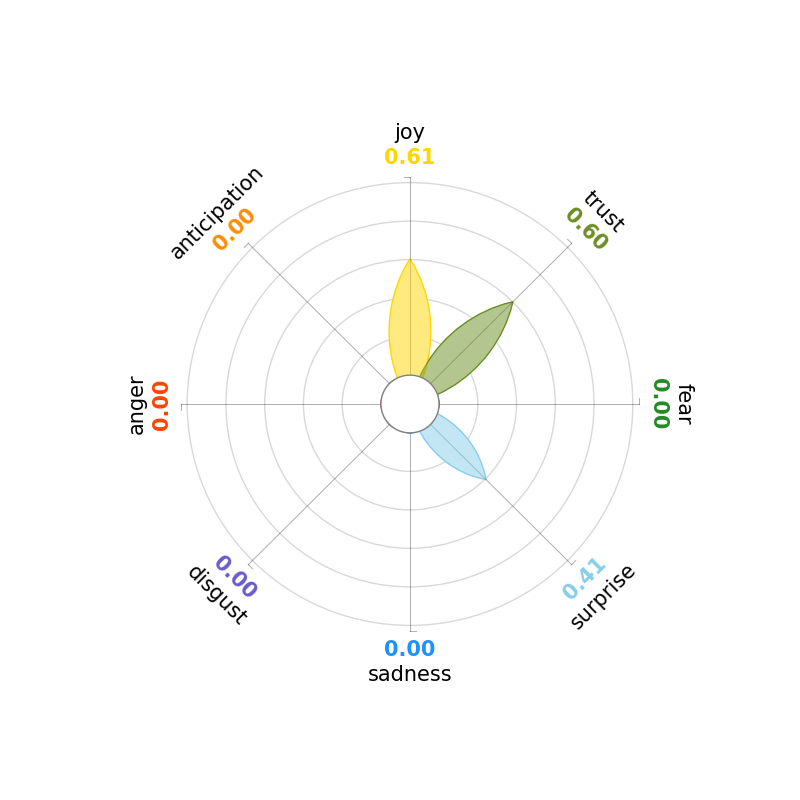 joy
0.61
trust
0.60
fear
0.00
surprise
0.41
0.00
sadness
0.00
disgust
anger
0.00
anticipation
0.00